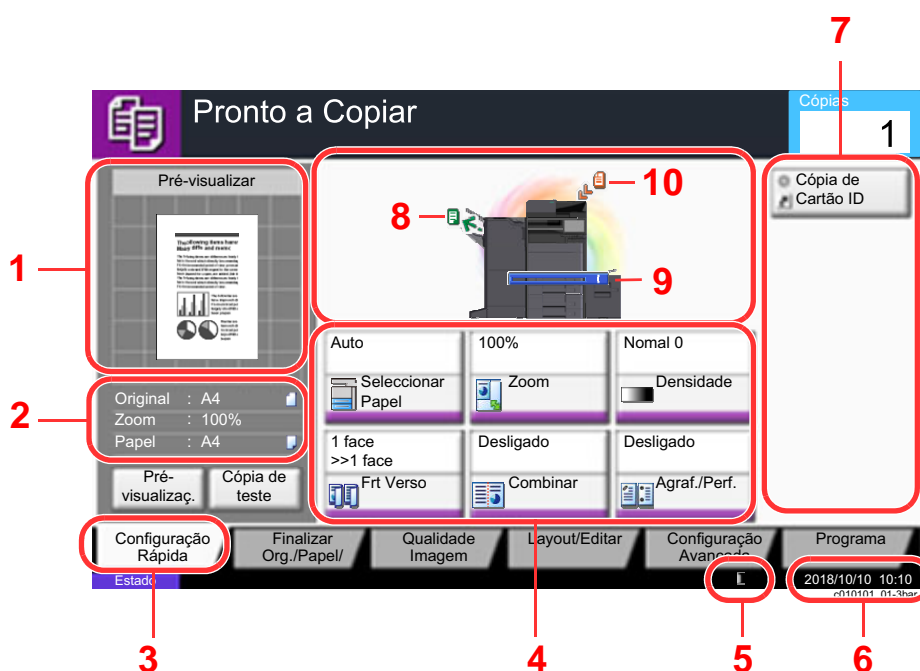 7
Pronto a Copiar
Cópias
1
Pré-visualizar
1
8
10
9
Cópia de
Cartão ID
2
Original : A4
Zoom : 100%
Papel : A4
Pré-
visualizaç.
Cópia de
teste
Auto
Seleccionar
Papel
100%
Zoom
Nomal 0
Densidade
1 face
>>1 face
Frt Verso
Desligado
Combinar
Desligado
Agraf./Perf.
Configuração
Rápida
Finalizar
Org./Papel/
Qualidade
Imagem
Layout/Editar
Configuração
Avançada
Programa
Estado
2018/10/10 10:10
c010101_01-3bar
3
4
5
6